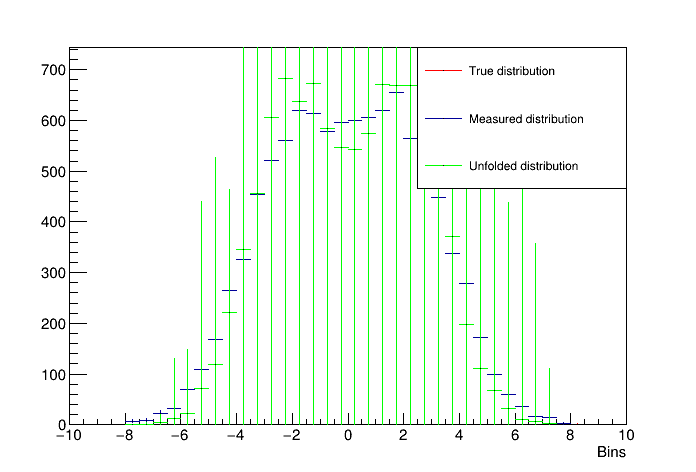 700
True distribution
600
Measured distribution
500
Unfolded distribution
400
300
200
100
0
−10 −8 −6 −4 −2 0 2 4 6 8 10
Bins